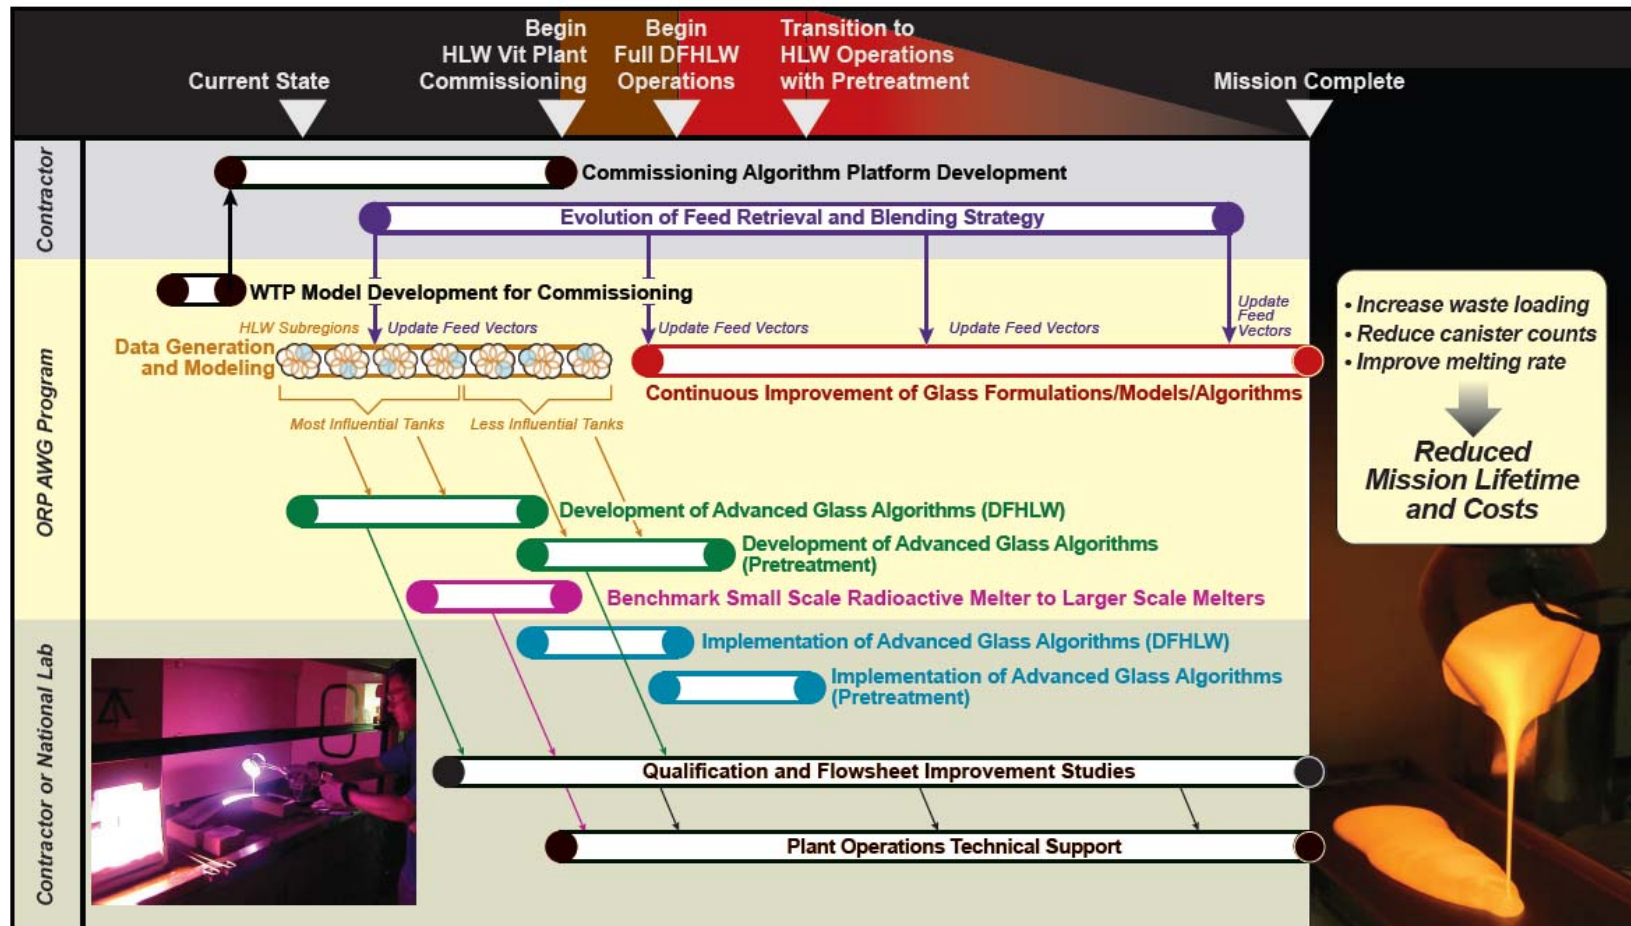 Current State
Begin
HLW Vit Plant
Commissioning
Begin
Full DFHLW
Operations
Transition to
HLW Operations
with Pretreatment
Mission Complete
Contractor
Commissioning Algorithm Platform Development
Evolution of Feed Retrieval and Blending Strategy
ORP AWG Program
WTP Model Development for Commissioning
HLW Subregions
Update Feed Vectors
Update Feed Vectors
Update Feed Vectors
Update
Feed
Vectors
Data Generation
and Modeling
Continuous Improvement of Glass Formulations/Models/Algorithms
Most Influential Tanks
Less Influential Tanks
Development of Advanced Glass Algorithms (DFHLW)
Development of Advanced Glass Algorithms
(Pretreatment)
Benchmark Small Scale Radioactive Melter to Larger Scale Melters
Contractor or National Lab
Implementation of Advanced Glass Algorithms (DFHLW)
Implementation of Advanced Glass Algorithms
(Pretreatment)
Qualification and Flowsheet Improvement Studies
Plant Operations Technical Support
• Increase waste loading
• Reduce canister counts
• Improve melting rate
Reduced
Mission Lifetime
and Costs